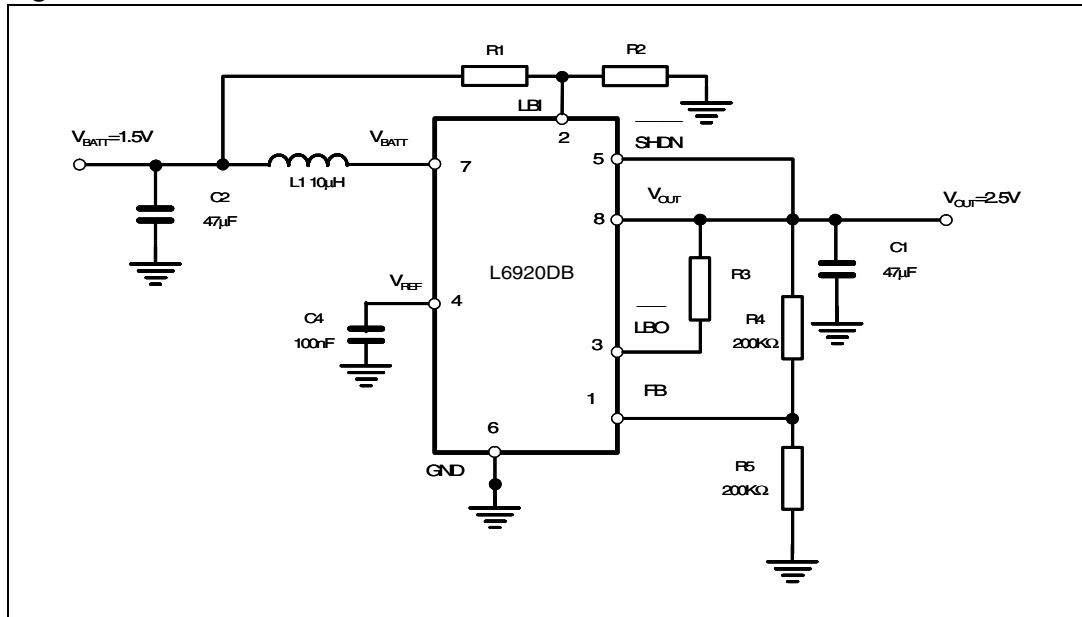 R1
R2
LBI
2
SHDN
V_BATT=1.5V
V_BATT
7
5
L1 10µH
C2
47µF
V_OUT
8
V_OUT=2.5V
C1
47µF
L6920DB
R3
V_REF
4
C4
100nF
LBO
3
R4
200KΩ
1
FB
6
GND
R5
200KΩ